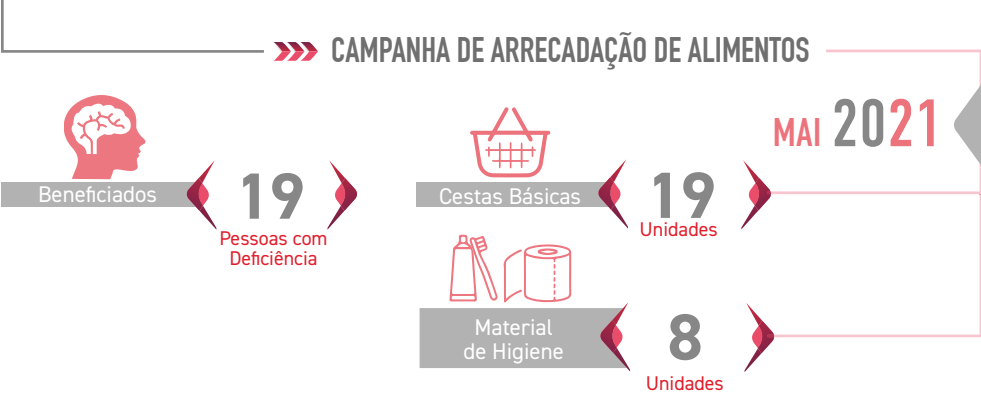 CAMPANHA DE ARRECADAÇÃO DE ALIMENTOS
MAI 2021
Beneficiados
19
Pessoas com
Deficiência
Cestas Básicas
19
Unidades
Material
de Higiene
8
Unidades